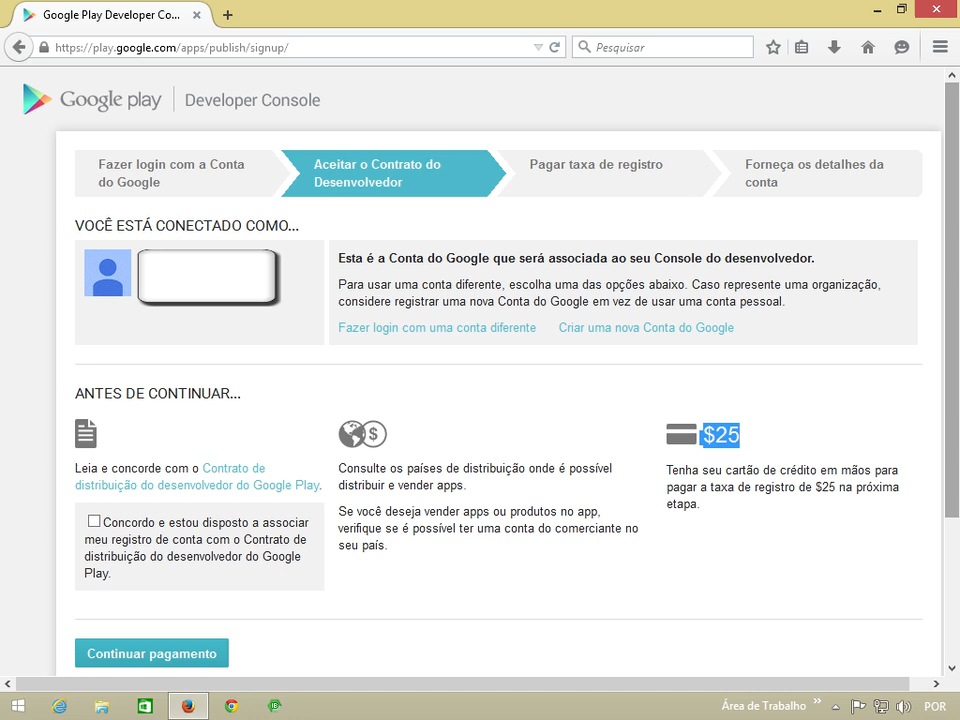 Google Play Developer Co...
https://play.google.com/apps/publish/signup/
Pesquisar
Google play
Developer Console
Fazer login com a Conta
do Google
Aceitar o Contrato do
Desenvolvedor
Pagar taxa de registro
Forneça os detalhes da
conta
VOCÊ ESTÁ CONECTADO COMO...
Esta é a Conta do Google que será associada ao seu Console do desenvolvedor.
Para usar uma conta diferente, escolha uma das opções abaixo. Caso represente uma organização,
considere registrar uma nova Conta do Google em vez de usar uma conta pessoal.
Fazer login com uma conta diferente
Criar uma nova Conta do Google
ANTES DE CONTINUAR...
Leia e concorde com o Contrato de
distribuição do desenvolvedor do Google Play.
Concordo e estou disposto a associar
meu registro de conta com o Contrato de
distribuição do desenvolvedor do Google
Play.
$
Consulte os países de distribuição onde é possível
distribuir e vender apps.
Se você deseja vender apps ou produtos no app,
verifique se é possível ter uma conta do comerciante no
seu país.
$25
Tenha seu cartão de crédito em mãos para
pagar a taxa de registro de $25 na próxima
etapa.
Continuar pagamento
Área de Trabalho
POR